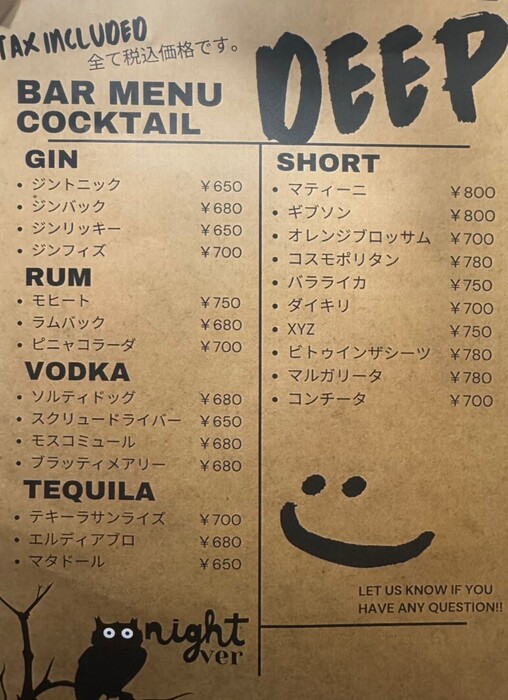 TAX INCLUDED
全て税込価格です。
DEEP
BAR MENU
COCKTAIL
GIN
• ジントニック ¥650
• ジンバック ¥680
• ジンリッキー ¥650
• ジンフィズ ¥700
RUM
• モヒート ¥750
• ラムバック ¥680
• ピニャコラーダ ¥700
VODKA
• ソルティドッグ ¥680
• スクリュードライバー ¥650
• モスコミュール ¥680
• ブラッティメアリー ¥680
TEQUILA
• テキーラサンライズ ¥700
• エルディアブロ ¥680
• マタドール ¥650
night
ver
SHORT
• マティーニ ¥800
• ギブソン ¥800
• オレンジブロッサム ¥700
• コスモポリタン ¥780
• バラライカ ¥750
• ダイキリ ¥700
• XYZ ¥750
• ビトゥインザシーツ ¥780
• マルガリータ ¥780
• コンチータ ¥700
LET US KNOW IF YOU
HAVE ANY QUESTION!!